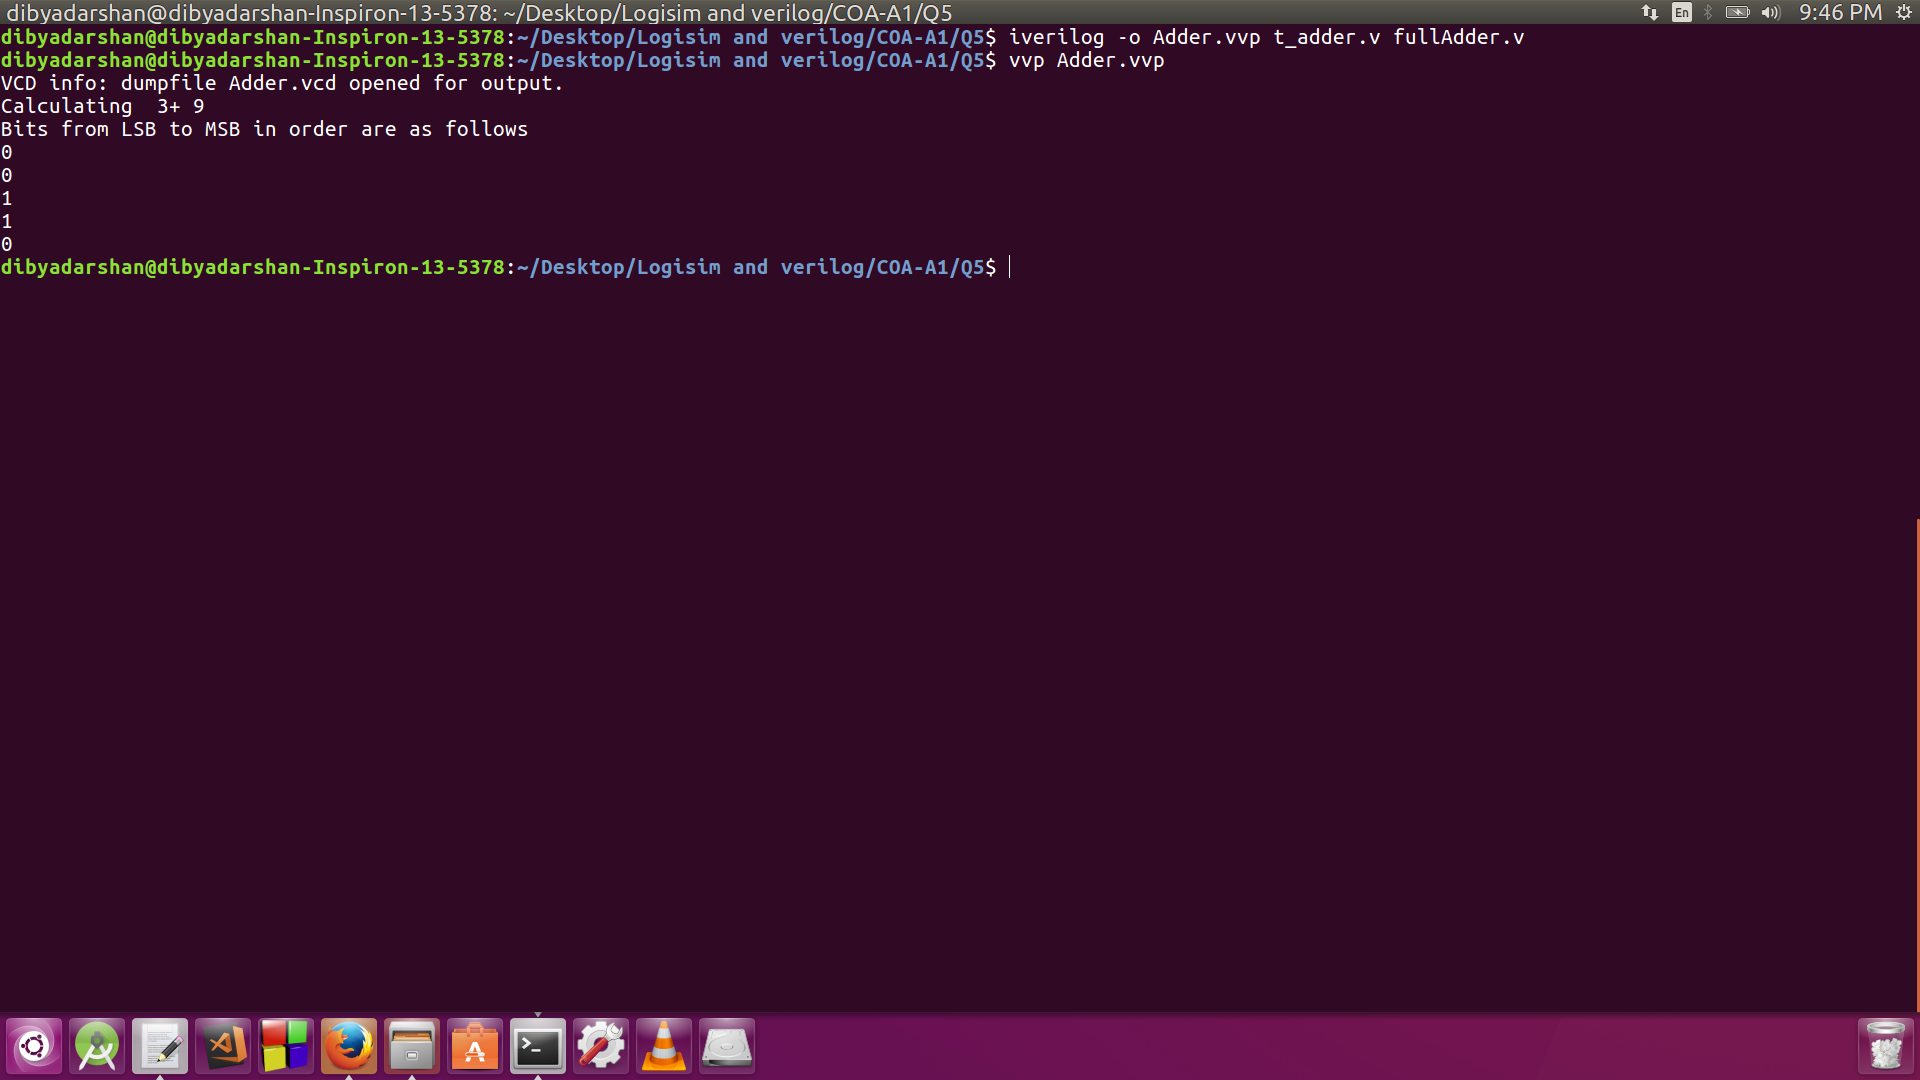 dibyadarshan@dibyadarshan-Inspiron-13-5378: ~/Desktop/Logisim and verilog/COA-A1/Q5
En
9:46 PM
dibyadarshan@dibyadarshan-Inspiron-13-5378:~/Desktop/Logisim and verilog/COA-A1/Q5$ iverilog -o Adder.vvp t_adder.v fullAdder.v
dibyadarshan@dibyadarshan-Inspiron-13-5378:~/Desktop/Logisim and verilog/COA-A1/Q5$ vvp Adder.vvp
VCD info: dumpfile Adder.vcd opened for output.
Calculating  3+ 9
Bits from LSB to MSB in order are as follows
0
0
1
1
0
dibyadarshan@dibyadarshan-Inspiron-13-5378:~/Desktop/Logisim and verilog/COA-A1/Q5$